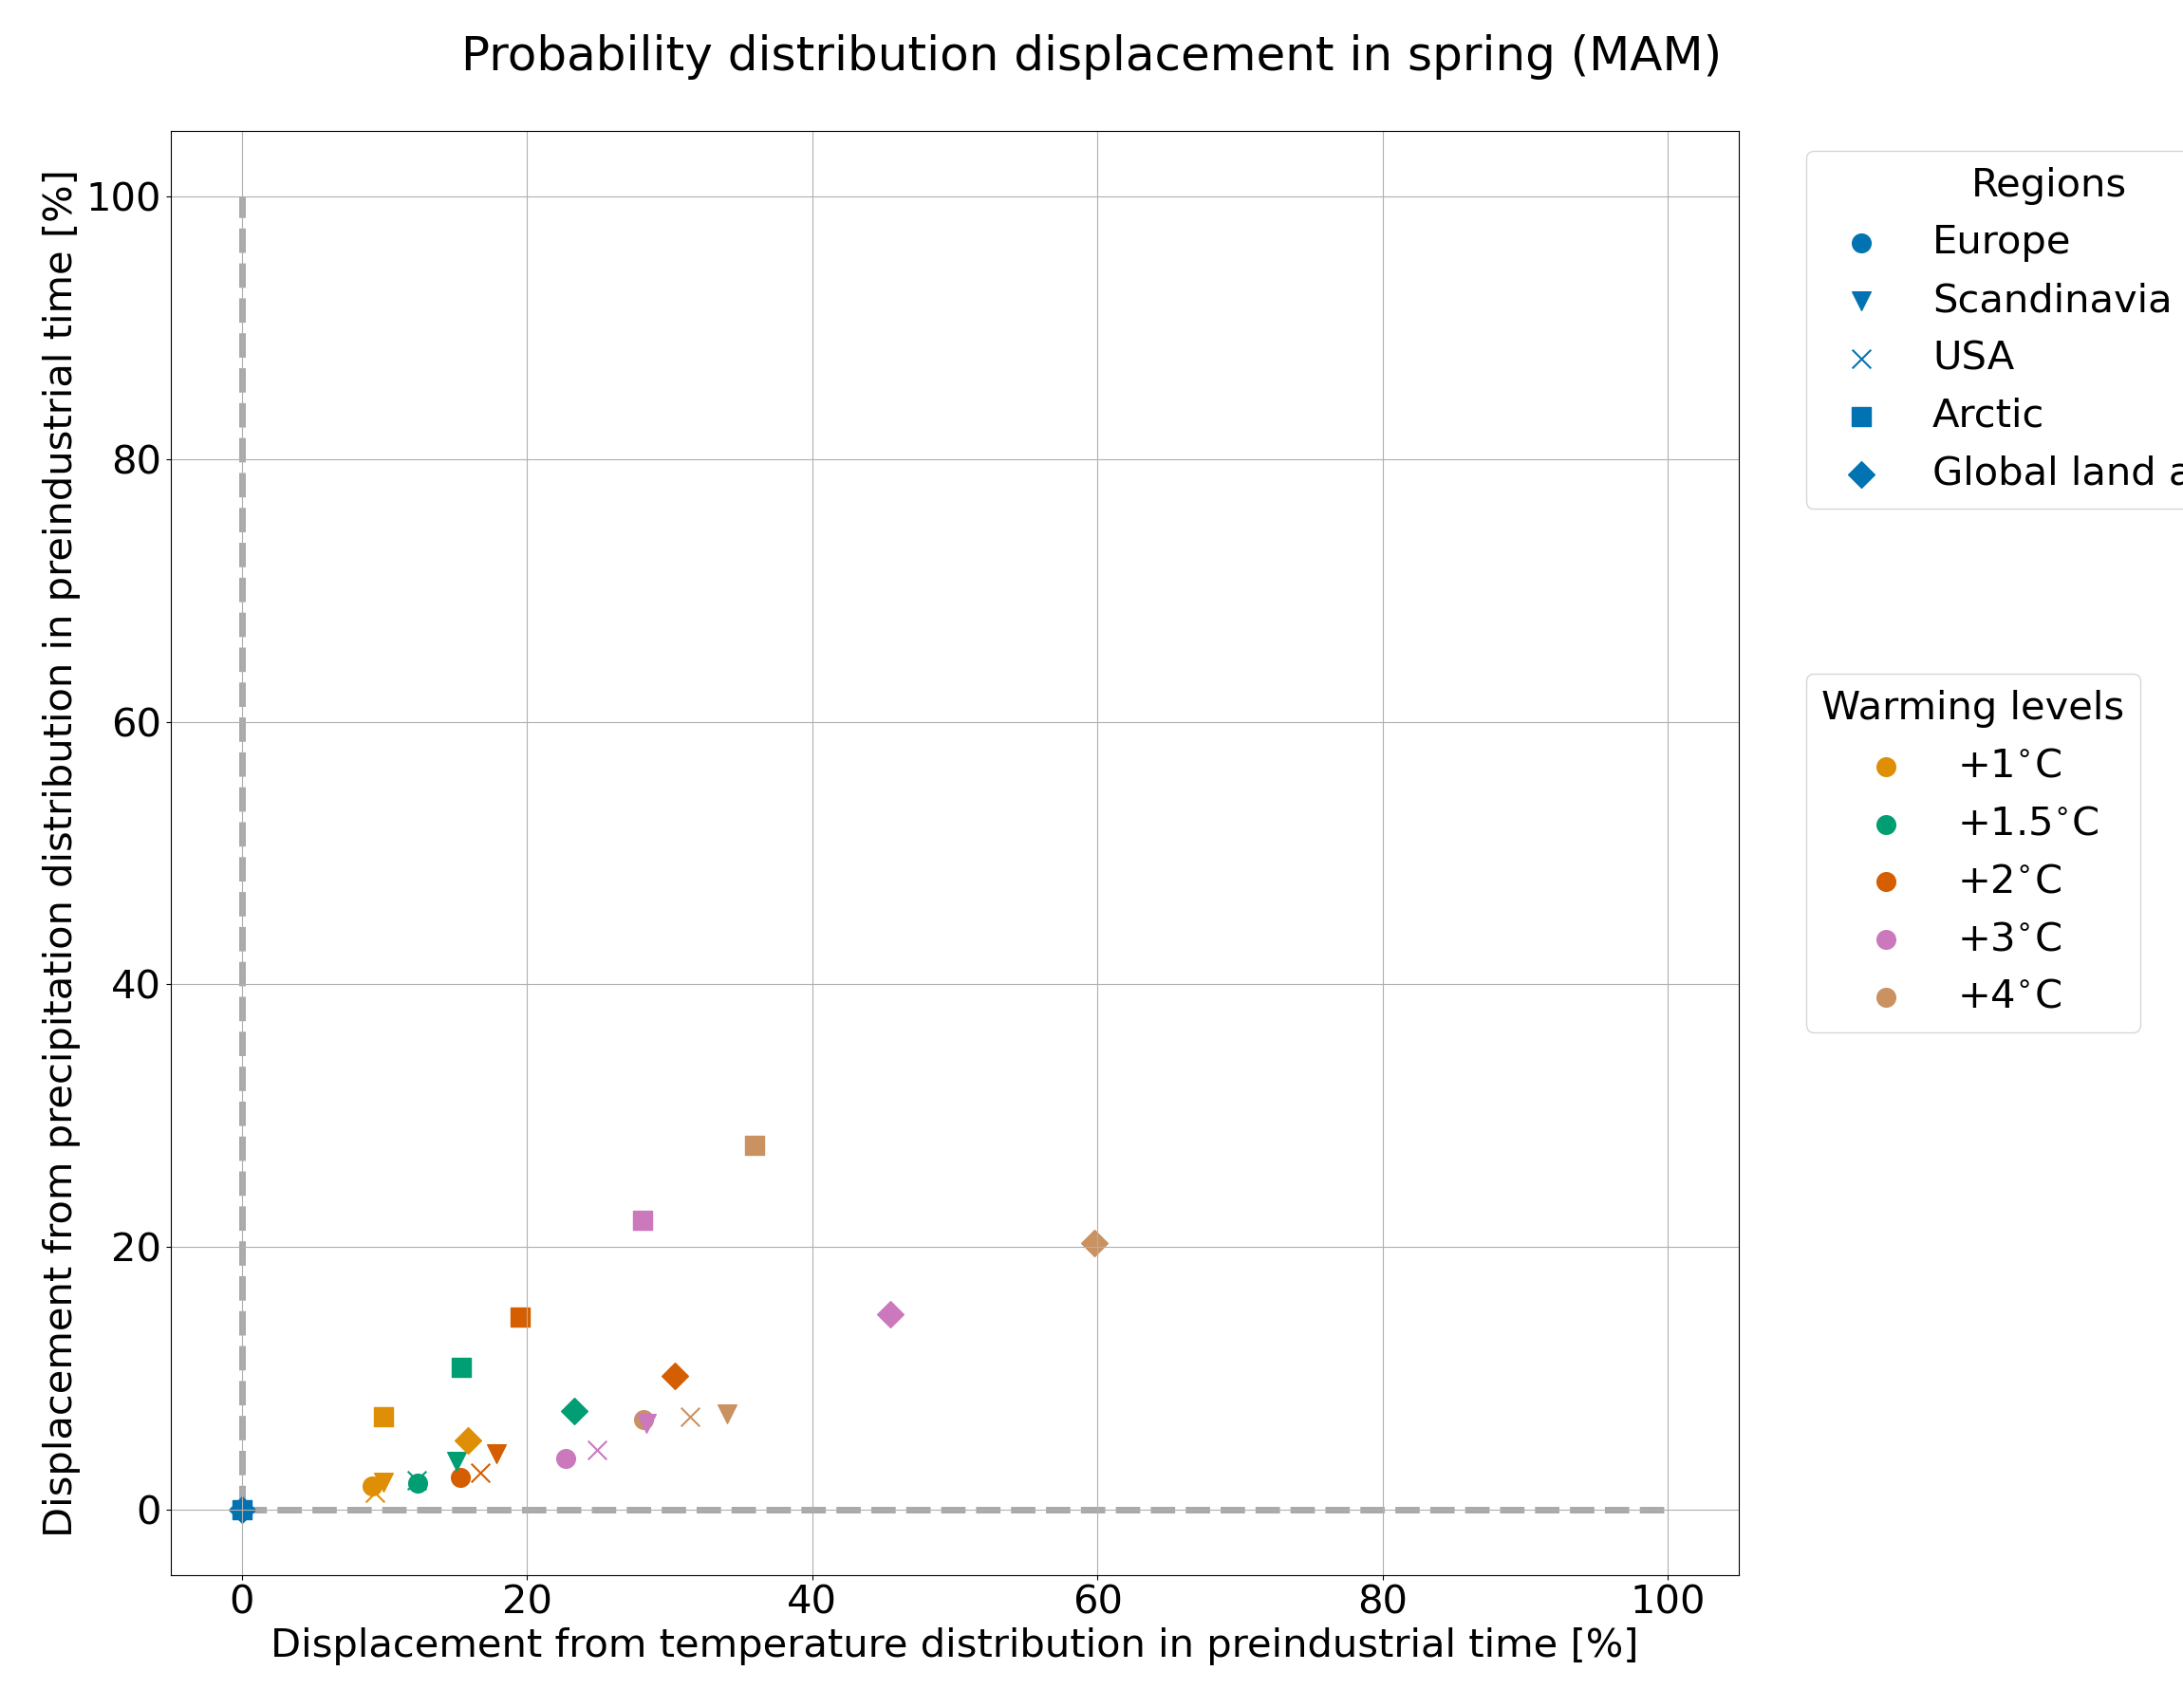 Probability distribution displacement in spring (MAM)
Displacement from precipitation distribution in preindustrial time [%]
100
80
60
40
20
0
0 20 40 60 80 100
Displacement from temperature distribution in preindustrial time [%]
Regions
Europe
Scandinavia
USA
Arctic
Global land a
Warming levels
+1°C
+1.5°C
+2°C
+3°C
+4°C